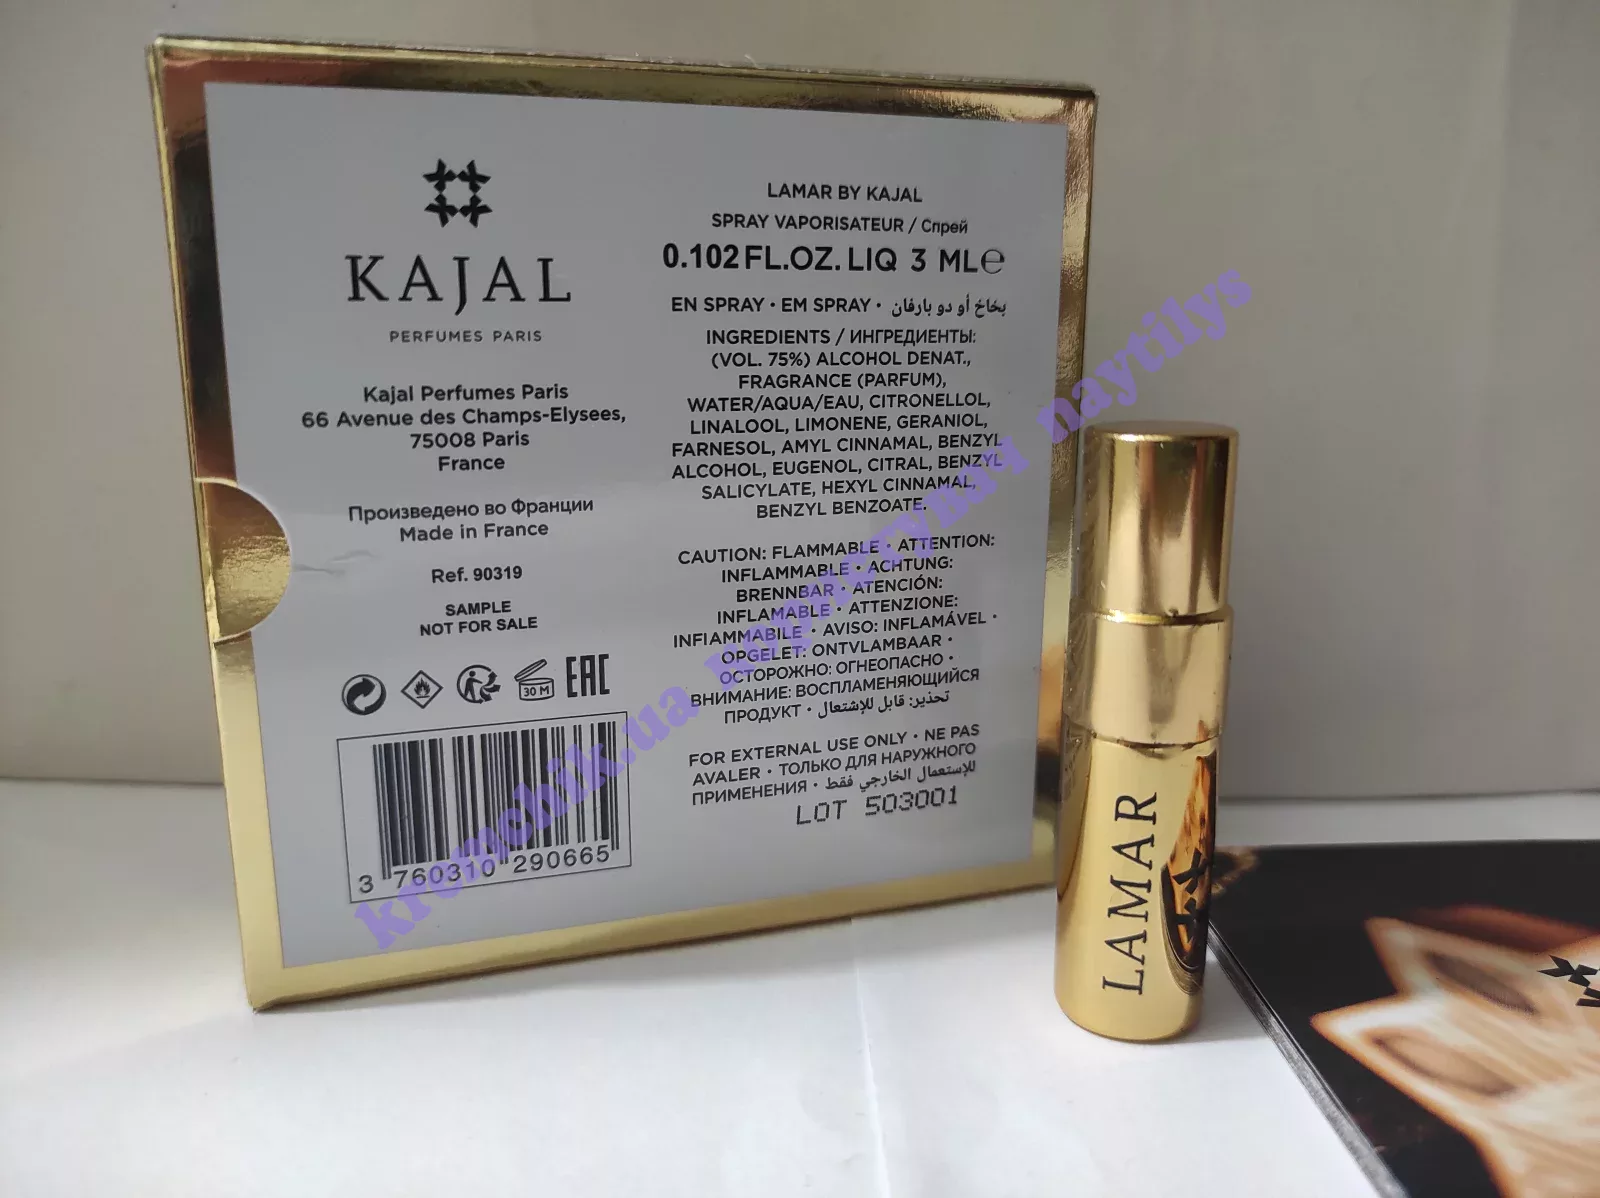 KAJAL
PERFUMES PARIS
Kajal Perfumes Paris
66 Avenue des Champs-Elysees,
75008 Paris
France
Произведено во Франции
Made in France
Ref. 90319
SAMPLE
NOT FOR SALE
30 M
EAC
3 760310 290665
LAMAR BY KAJAL
SPRAY VAPORISATEUR / Спрей
0.102 FL.OZ. LIQ 3 ML℮
EN SPRAY • EM SPRAY • بخاخ أو دو بارفان
INGREDIENTS / ИНГРЕДИЕНТЫ:
(VOL. 75%) ALCOHOL DENAT.,
FRAGRANCE (PARFUM),
WATER/AQUA/EAU, CITRONELLOL,
LINALOOL, LIMONENE, GERANIOL,
FARNESOL, AMYL CINNAMAL, BENZYL
ALCOHOL, EUGENOL, CITRAL, BENZYL
SALICYLATE, HEXYL CINNAMAL,
BENZYL BENZOATE.
CAUTION: FLAMMABLE • ATTENTION:
INFLAMMABLE • ACHTUNG:
BRENNBAR • ATENCIÓN:
INFLAMABLE • ATTENZIONE:
INFIAMMABILE • AVISO: INFLAMÁVEL •
OPGELET: ONTVLAMBAAR •
ОСТОРОЖНО: ОГНЕОПАСНО •
ВНИМАНИЕ: ВОСПЛАМЕНЯЮЩИЙСЯ
ПРОДУКТ • تحذير: قابل للإشتعال
FOR EXTERNAL USE ONLY • NE PAS
AVALER • ТОЛЬКО ДЛЯ НАРУЖНОГО
ПРИМЕНЕНИЯ • للإستعمال الخارجي فقط
LOT 503001
LAMAR
kremchik.ua користувач naytilys